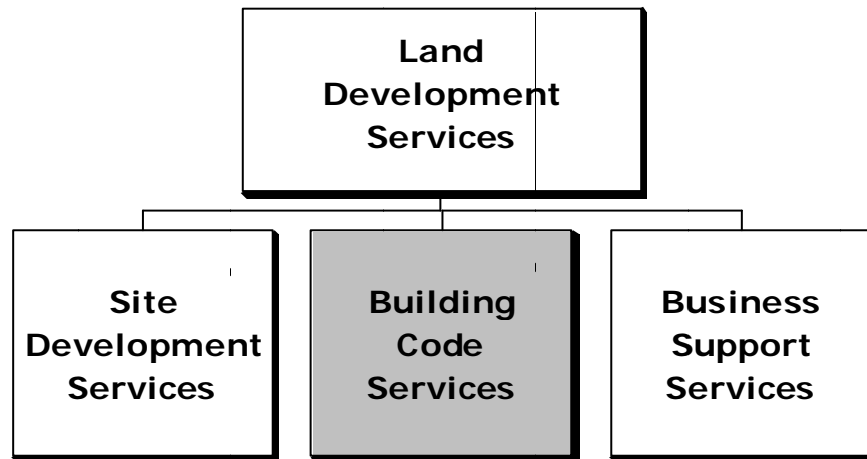 Land
Development
Services
Site
Development
Services
Building
Code
Services
Business
Support
Services